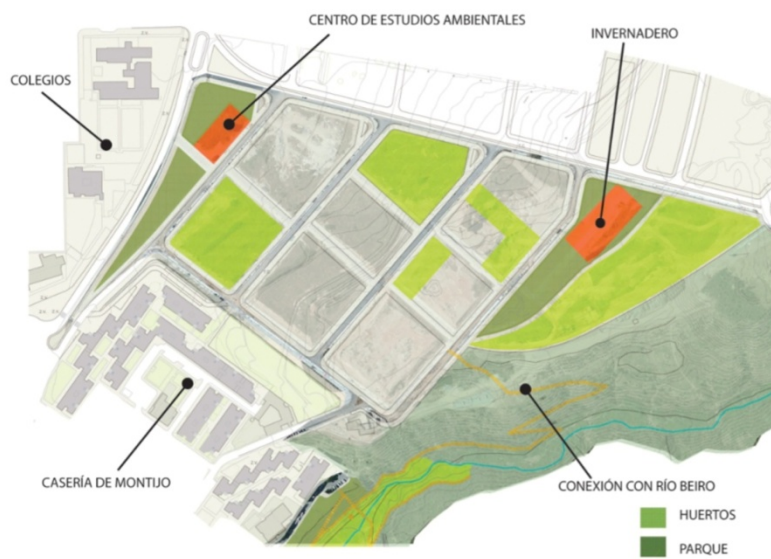 CENTRO DE ESTUDIOS AMBIENTALES
INVERNADERO
COLEGIOS
CASERÍA DE MONTIJO
CONEXIÓN CON RÍO BEIRO
HUERTOS
PARQUE